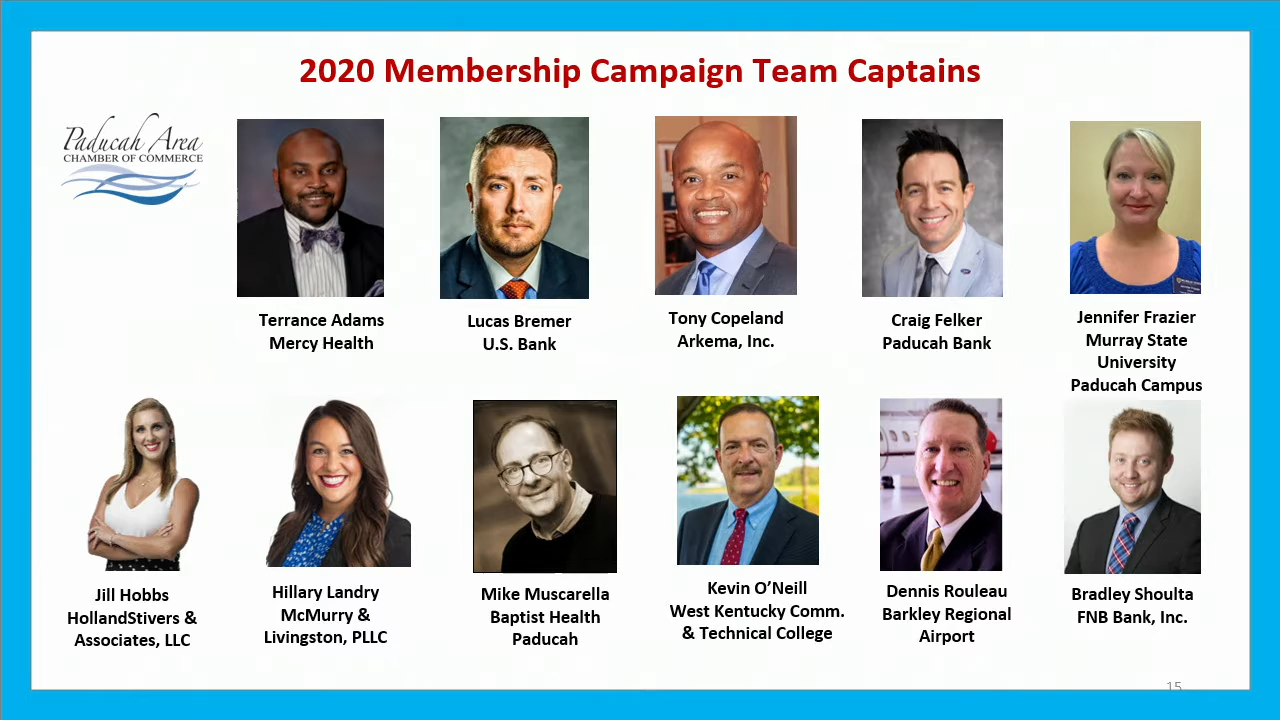 2020 Membership Campaign Team Captains
Paducah Area
CHAMBER OF COMMERCE
Terrance Adams
Mercy Health
Lucas Bremer
U.S. Bank
Tony Copeland
Arkema, Inc.
Craig Felker
Paducah Bank
Jennifer Frazier
Murray State
University
Paducah Campus
Jill Hobbs
HollandStivers &
Associates, LLC
Hillary Landry
McMurry &
Livingston, PLLC
Mike Muscarella
Baptist Health
Paducah
Kevin O’Neill
West Kentucky Comm.
& Technical College
Dennis Rouleau
Barkley Regional
Airport
Bradley Shoulta
FNB Bank, Inc.
15